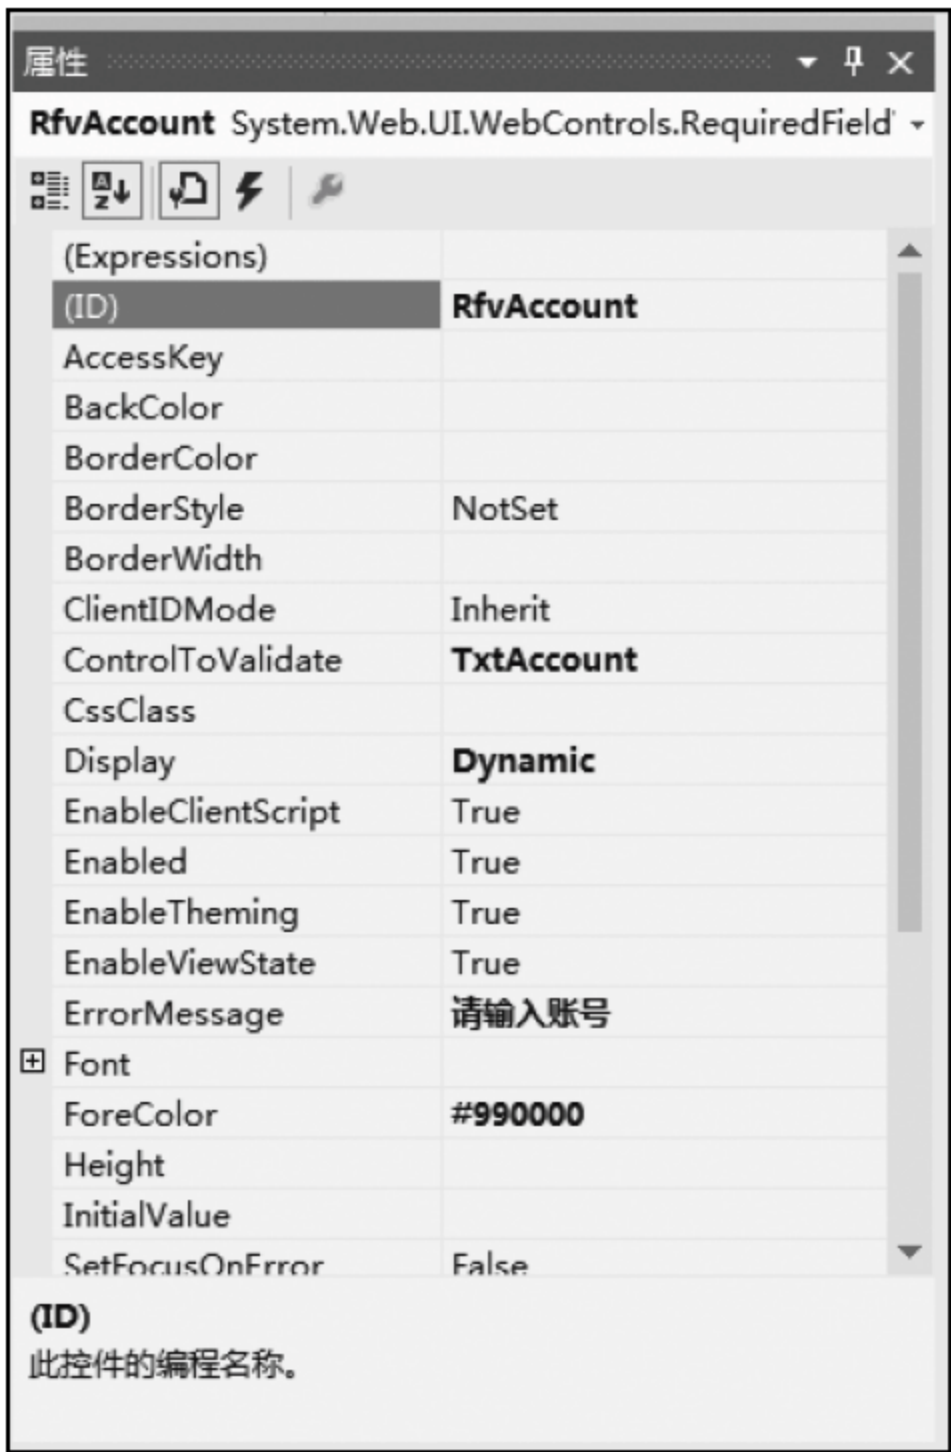 属性
RfvAccount System.Web.UI.WebControls.RequiredField
(Expressions)
(ID) RfvAccount
AccessKey
BackColor
BorderColor
BorderStyle NotSet
BorderWidth
ClientIDMode Inherit
ControlToValidate TxtAccount
CssClass
Display Dynamic
EnableClientScript True
Enabled True
EnableTheming True
EnableViewState True
ErrorMessage 请输入账号
Font
ForeColor #990000
Height
InitialValue
SetFocusOnError False
(ID)
此控件的编程名称。